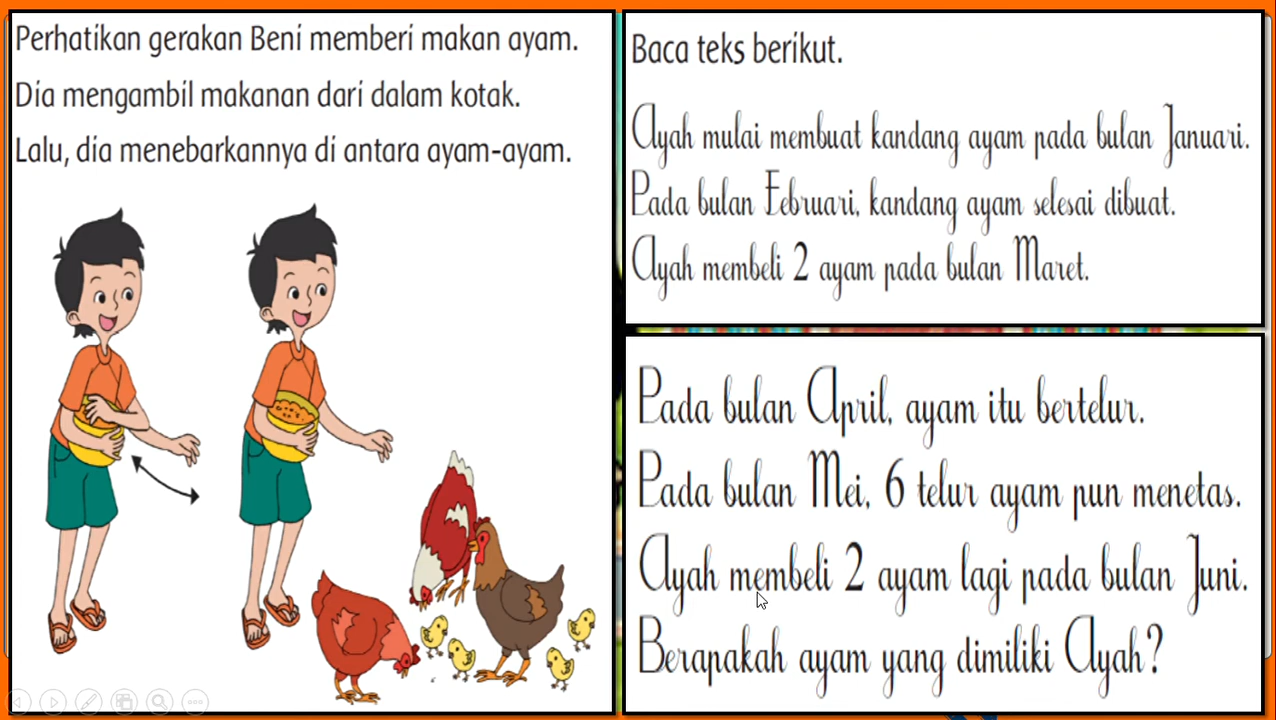 Perhatikan gerakan Beni memberi makan ayam.
Dia mengambil makanan dari dalam kotak.
Lalu, dia menebarkannya di antara ayam-ayam.
Baca teks berikut.
Ayah mulai membuat kandang ayam pada bulan Januari.
Pada bulan Februari, kandang ayam selesai dibuat.
Ayah membeli 2 ayam pada bulan Maret.
Pada bulan April, ayam itu bertelur.
Pada bulan Mei, 6 telur ayam pun menetas.
Ayah membeli 2 ayam lagi pada bulan Juni.
Berapakah ayam yang dimiliki Ayah?